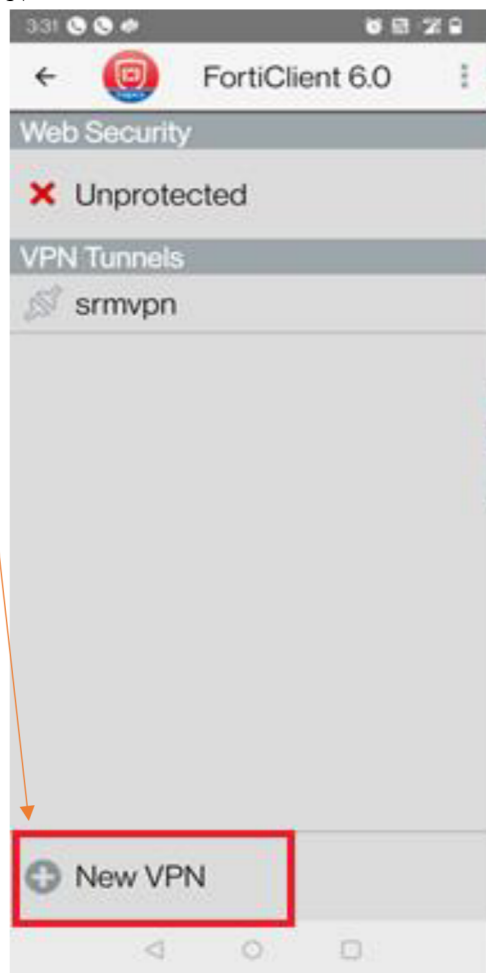 3:31
FortiClient 6.0
Web Security
Unprotected
VPN Tunnels
srmvpn
New VPN